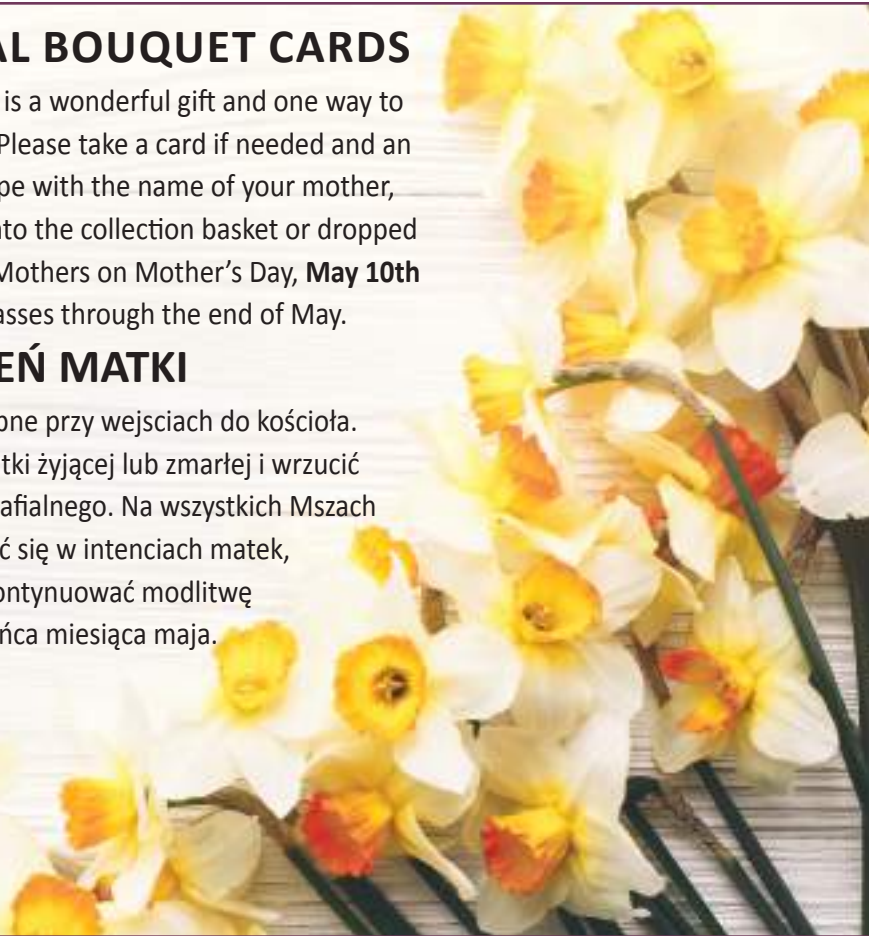 AL BOUQUET CARDS
is a wonderful gift and one way to
Please take a card if needed and an
pe with the name of your mother,
nto the collection basket or dropped
Mothers on Mother’s Day, May 10th
asses through the end of May.
EŃ MATKI
pne przy wejsciach do kościoła.
tki żyjącej lub zmarłej i wrzucić
afialnego. Na wszystkich Mszach
ć się w intenciach matek,
ontynuować modlitwę
ńca miesiąca maja.